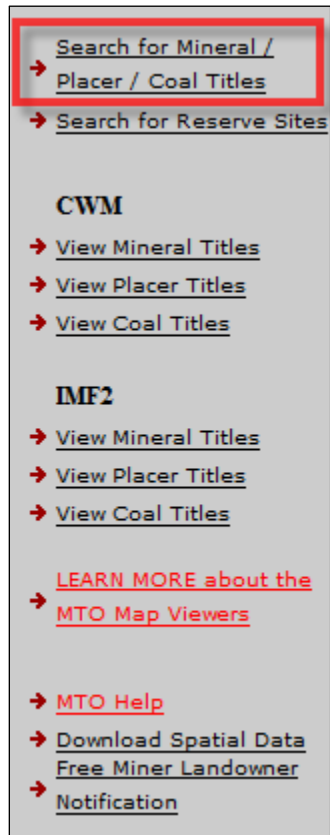 Search for Mineral /
Placer / Coal Titles
Search for Reserve Sites
CWM
View Mineral Titles
View Placer Titles
View Coal Titles
IMF2
View Mineral Titles
View Placer Titles
View Coal Titles
LEARN MORE about the
MTO Map Viewers
MTO Help
Download Spatial Data
Free Miner Landowner
Notification